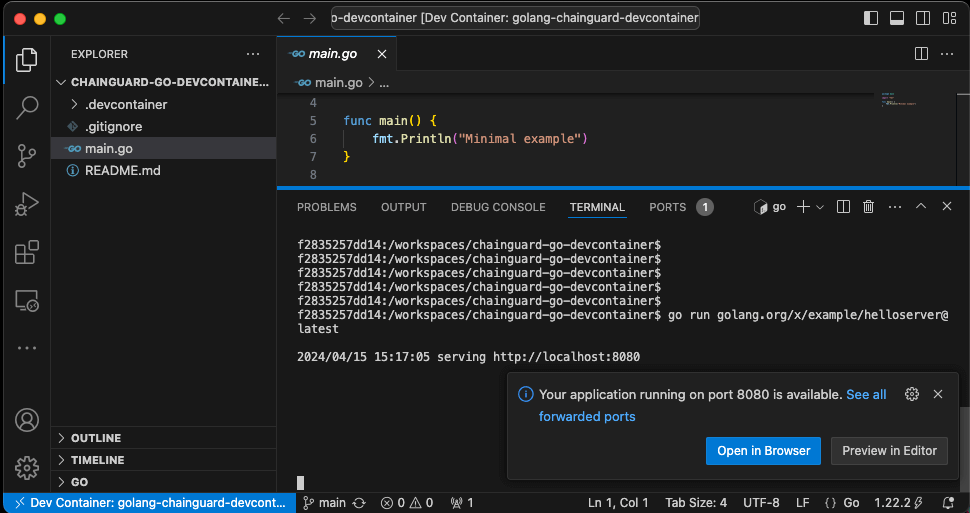 o-devcontainer [Dev Container: golang-chainguard-devcontainer
EXPLORER
CHAINGUARD-GO-DEVCONTAINE...
.devcontainer
.gitignore
main.go
README.md
OUTLINE
TIMELINE
GO
GO main.go
GO main.go > ...
4
5 func main() {
6 fmt.Println("Minimal example")
7 }
8
PROBLEMS OUTPUT DEBUG CONSOLE TERMINAL PORTS 1 go
f2835257dd14:/workspaces/chainguard-go-devcontainer$
f2835257dd14:/workspaces/chainguard-go-devcontainer$
f2835257dd14:/workspaces/chainguard-go-devcontainer$
f2835257dd14:/workspaces/chainguard-go-devcontainer$
f2835257dd14:/workspaces/chainguard-go-devcontainer$
f2835257dd14:/workspaces/chainguard-go-devcontainer$ go run golang.org/x/example/helloserver@
latest
2024/04/15 15:17:05 serving http://localhost:8080
Your application running on port 8080 is available. See all
forwarded ports
Open in Browser Preview in Editor
Dev Container: golang-chainguard-devcont... main 0 0 1 Ln 1, Col 1 Tab Size: 4 UTF-8 LF {} Go 1.22.2